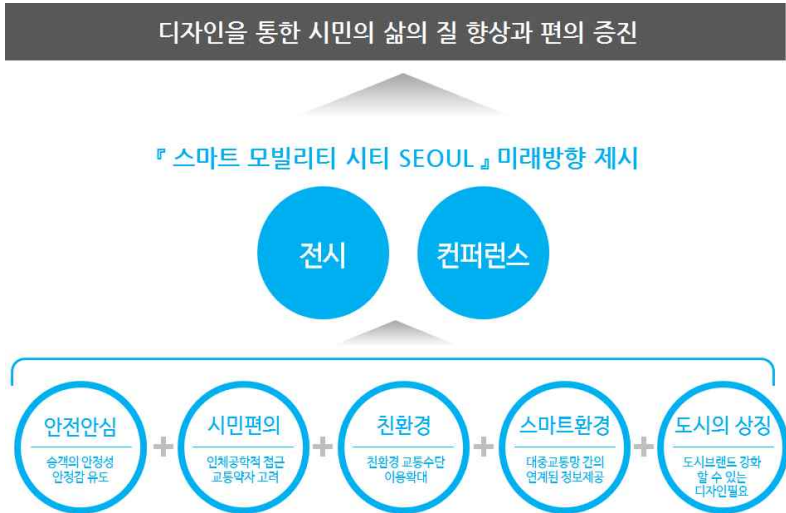 디자인을 통한 시민의 삶의 질 향상과 편의 증진
『 스마트 모빌리티 시티 SEOUL 』 미래방향 제시
전시
컨퍼런스
안전안심
승객의 안정성
안정감 유도
+
시민편의
인체공학적 접근
교통약자 고려
+
친환경
친환경 교통수단
이용확대
+
스마트환경
대중교통망 간의
연계된 정보제공
+
도시의 상징
도시브랜드 강화
할 수 있는
디자인필요